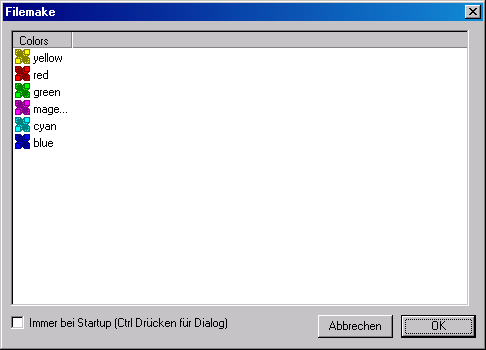 Filemake
Colors
yellow
red
green
mage...
cyan
blue
Immer bei Startup (Ctrl Drücken für Dialog)
Abbrechen
OK